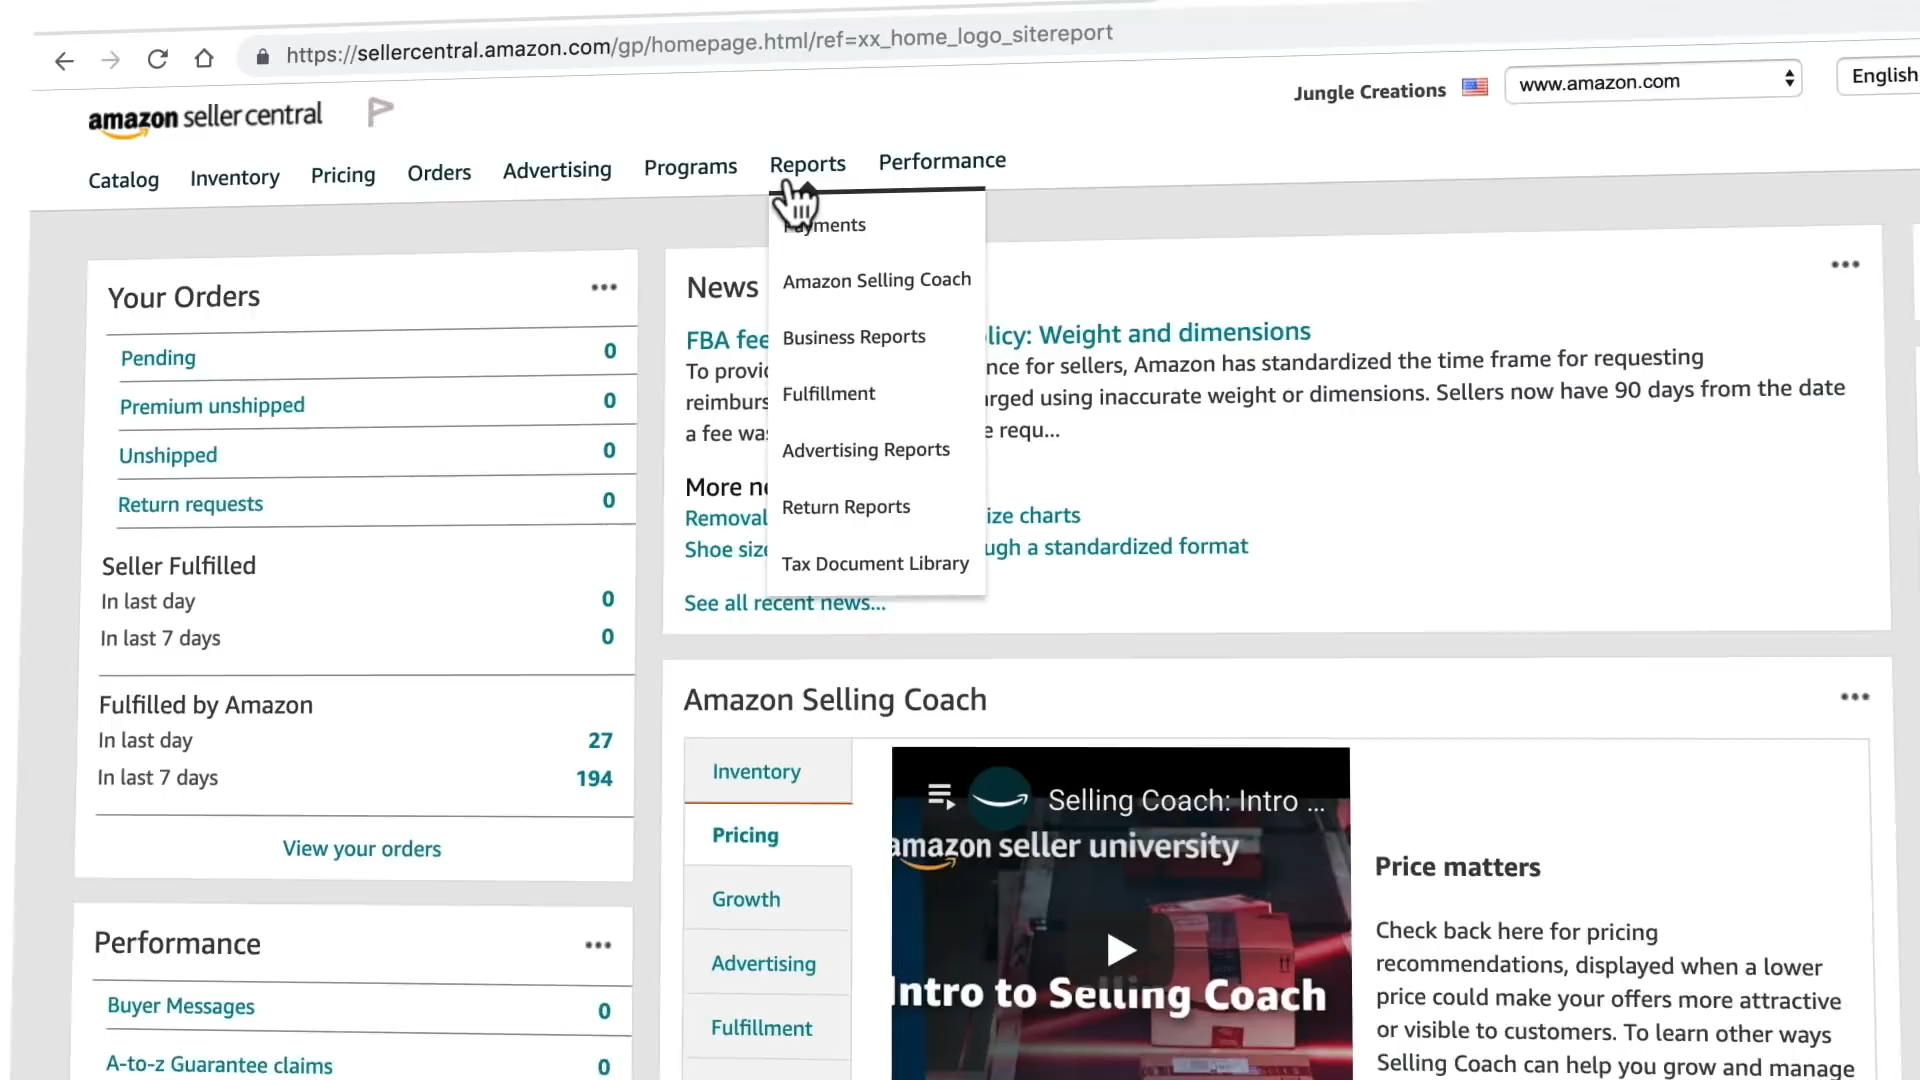 https://sellercentral.amazon.com/gp/homepage.html/ref=xx_home_logo_sitereport
Jungle Creations
www.amazon.com
English
amazon seller central
Catalog
Inventory
Pricing
Orders
Advertising
Programs
Reports
Performance
Payments
Amazon Selling Coach
Business Reports
Fulfillment
Advertising Reports
Return Reports
Tax Document Library
Your Orders
Pending 0
Premium unshipped 0
Unshipped 0
Return requests 0
Seller Fulfilled
In last day 0
In last 7 days 0
Fulfilled by Amazon
In last day 27
In last 7 days 194
View your orders
Performance
Buyer Messages 0
A-to-z Guarantee claims 0
News
FBA fee licy: Weight and dimensions
To provid nce for sellers, Amazon has standardized the time frame for requesting
reimburs arged using inaccurate weight or dimensions. Sellers now have 90 days from the date
a fee was e requ...
More ne
Removal ize charts
Shoe size ugh a standardized format
See all recent news...
Amazon Selling Coach
Inventory
Pricing
Growth
Advertising
Fulfillment
Selling Coach: Intro ...
amazon seller university
Intro to Selling Coach
Price matters
Check back here for pricing
recommendations, displayed when a lower
price could make your offers more attractive
or visible to customers. To learn other ways
Selling Coach can help you grow and manage